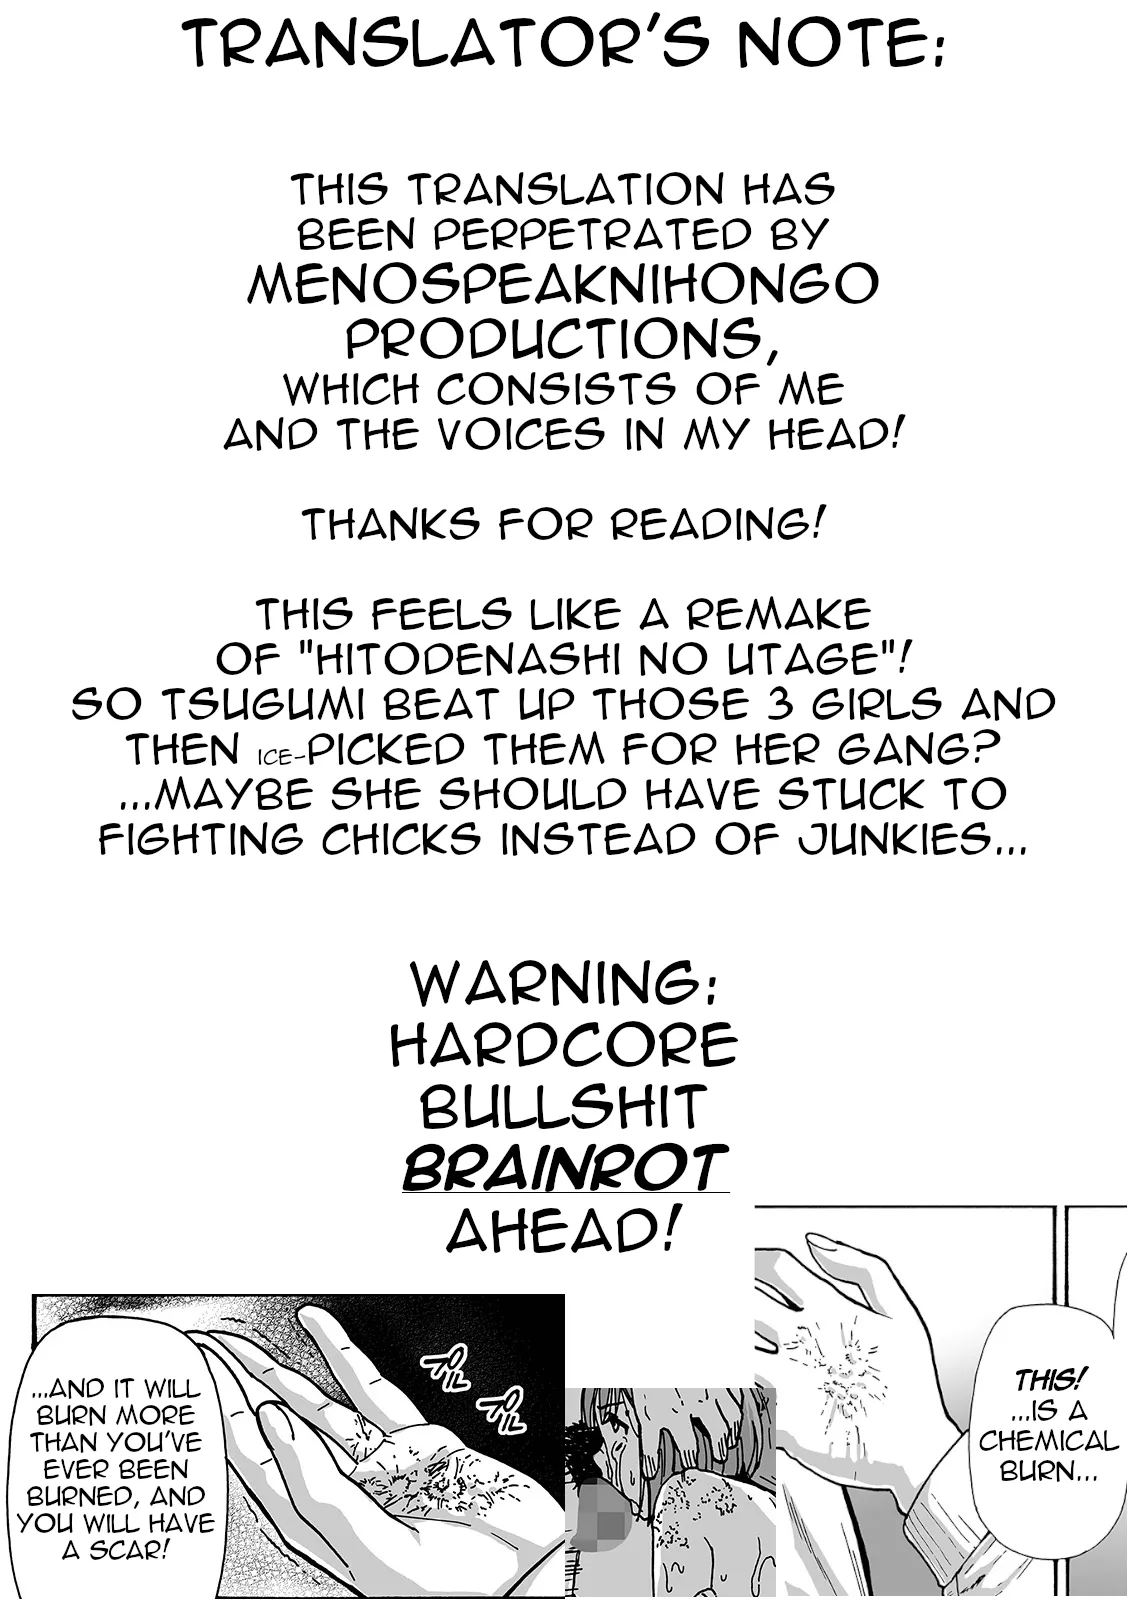 TRANSLATOR'S NOTE:
THIS TRANSLATION HAS
BEEN PERPETRATED BY
MENOSPEAKNIHONGO
PRODUCTIONS,
WHICH CONSISTS OF ME
AND THE VOICES IN MY HEAD!
THANKS FOR READING!
THIS FEELS LIKE A REMAKE
OF "HITODENASHI NO UTAGE"!
SO TSUGUMI BEAT UP THOSE 3 GIRLS AND
THEN ICE-PICKED THEM FOR HER GANG?
...MAYBE SHE SHOULD HAVE STUCK TO
FIGHTING CHICKS INSTEAD OF JUNKIES...
WARNING:
HARDCORE
BULLSHIT
BRAINROT
AHEAD!
THIS!
...IS A
CHEMICAL
BURN...
...AND IT WILL
BURN MORE
THAN YOU'VE
EVER BEEN
BURNED, AND
YOU WILL HAVE
A SCAR!
プル
プル